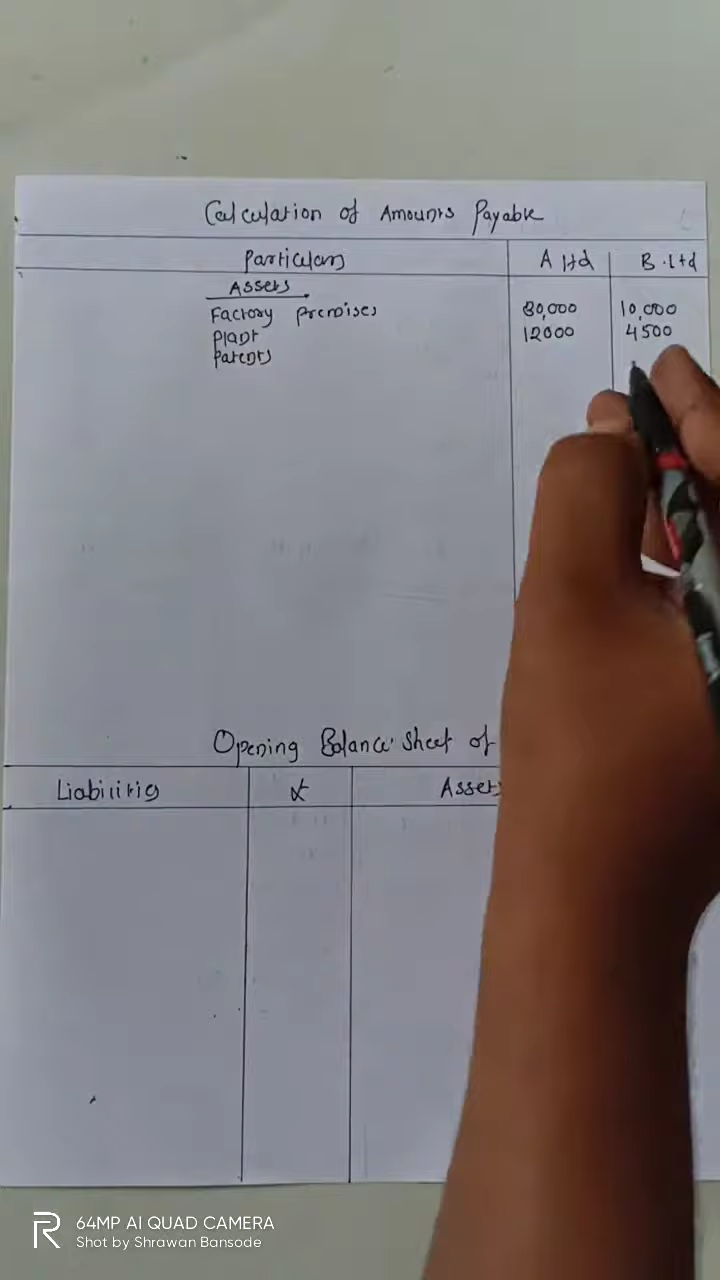 Calculation of Amounts Payable
Particulars A Ltd B.Ltd
Assets
Factory premises 80,000 10,000
Plant 12000 4500
Patents
Opening Balance Sheet of
Liabilities ₹ Assets
64MP AI QUAD CAMERA
Shot by Shrawan Bansode